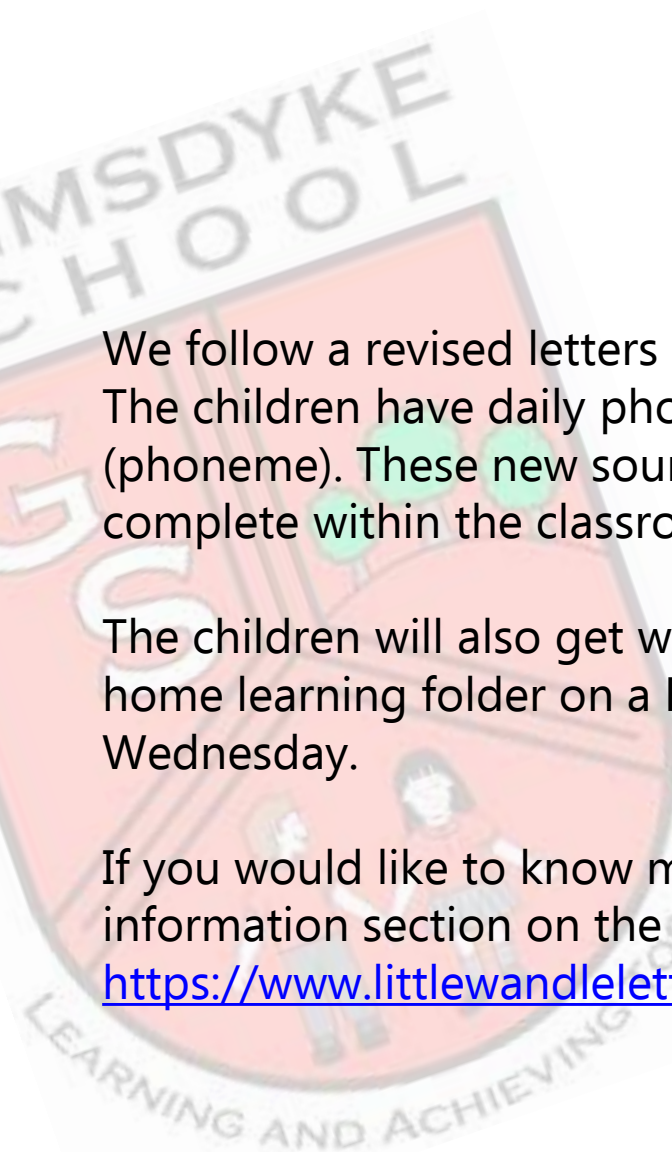 MSDYKE
CHOOL
GS
We follow a revised letters
The children have daily pho
(phoneme). These new sour
complete within the classro
The children will also get w
home learning folder on a
Wednesday.
If you would like to know m
information section on the
https://www.littlewandlelett
LEARNING AND ACHIEVING